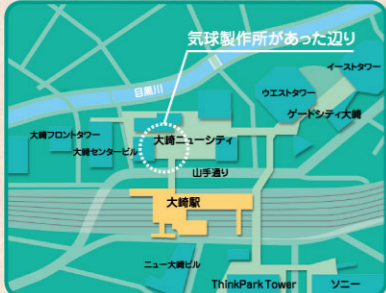 気球製作所があった辺り
目黒川
イーストタワー
ウエストタワー
ゲートシティ大崎
大崎フロントタワー
大崎ニューシティ
大崎センタービル
山手通り
大崎駅
ニュー大崎ビル
ThinkPark Tower
ソニー